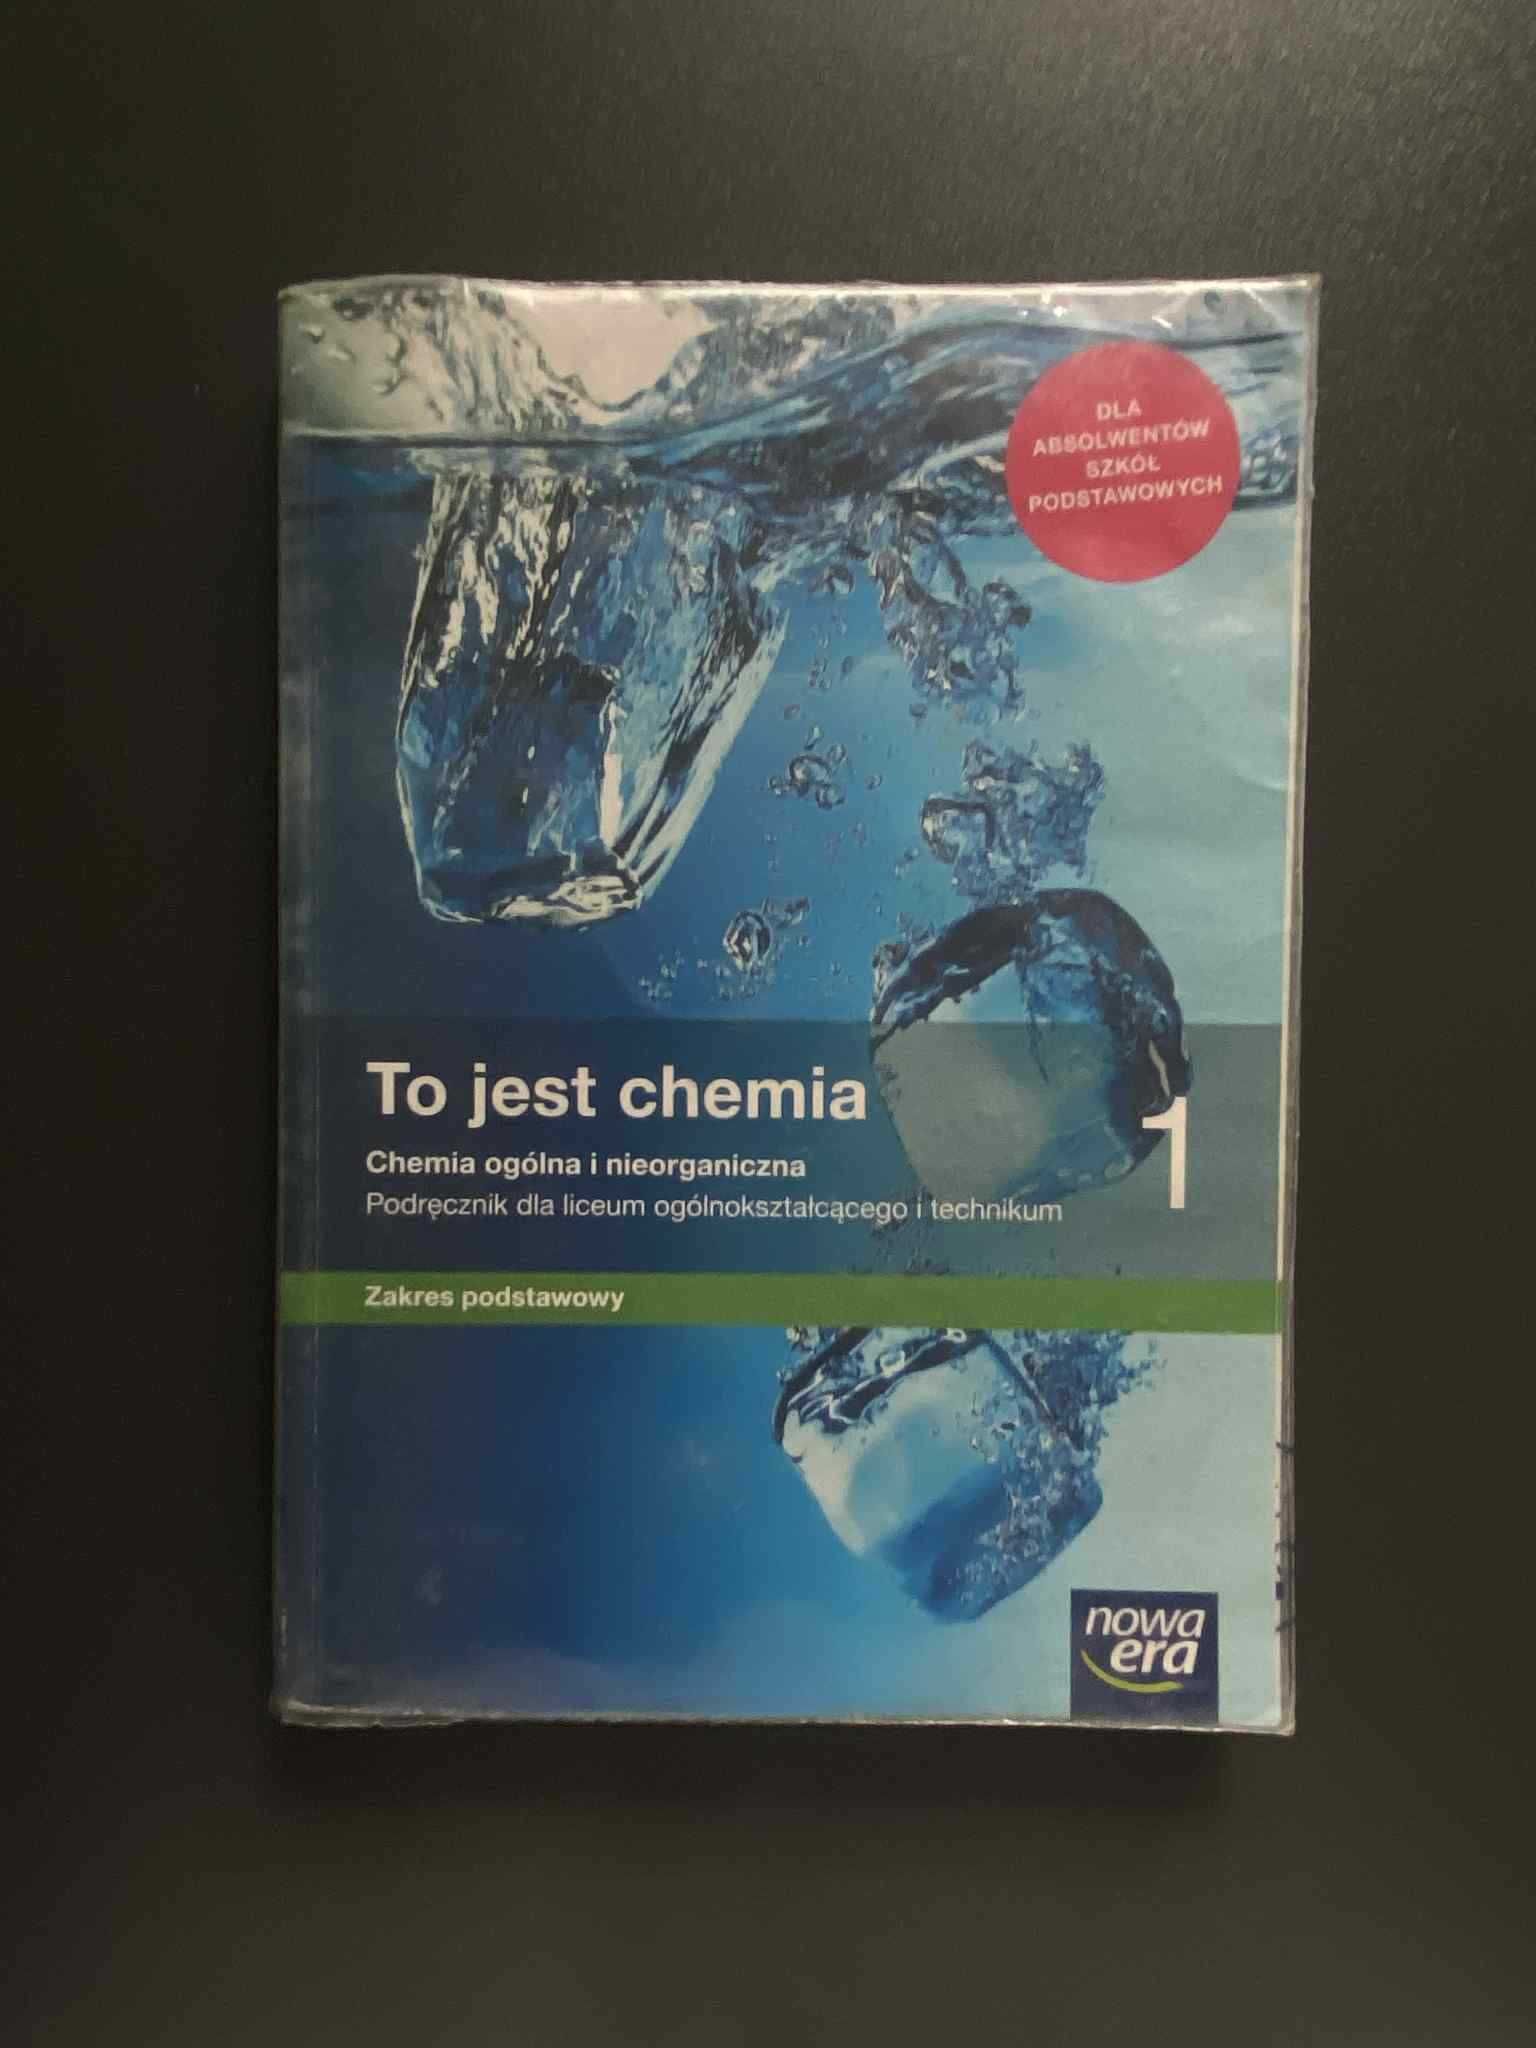 DLA
ABSOLWENTÓW
SZKÓŁ
PODSTAWOWYCH
To jest chemia
1
Chemia ogólna i nieorganiczna
Podręcznik dla liceum ogólnokształcącego i technikum
Zakres podstawowy
nowa
era